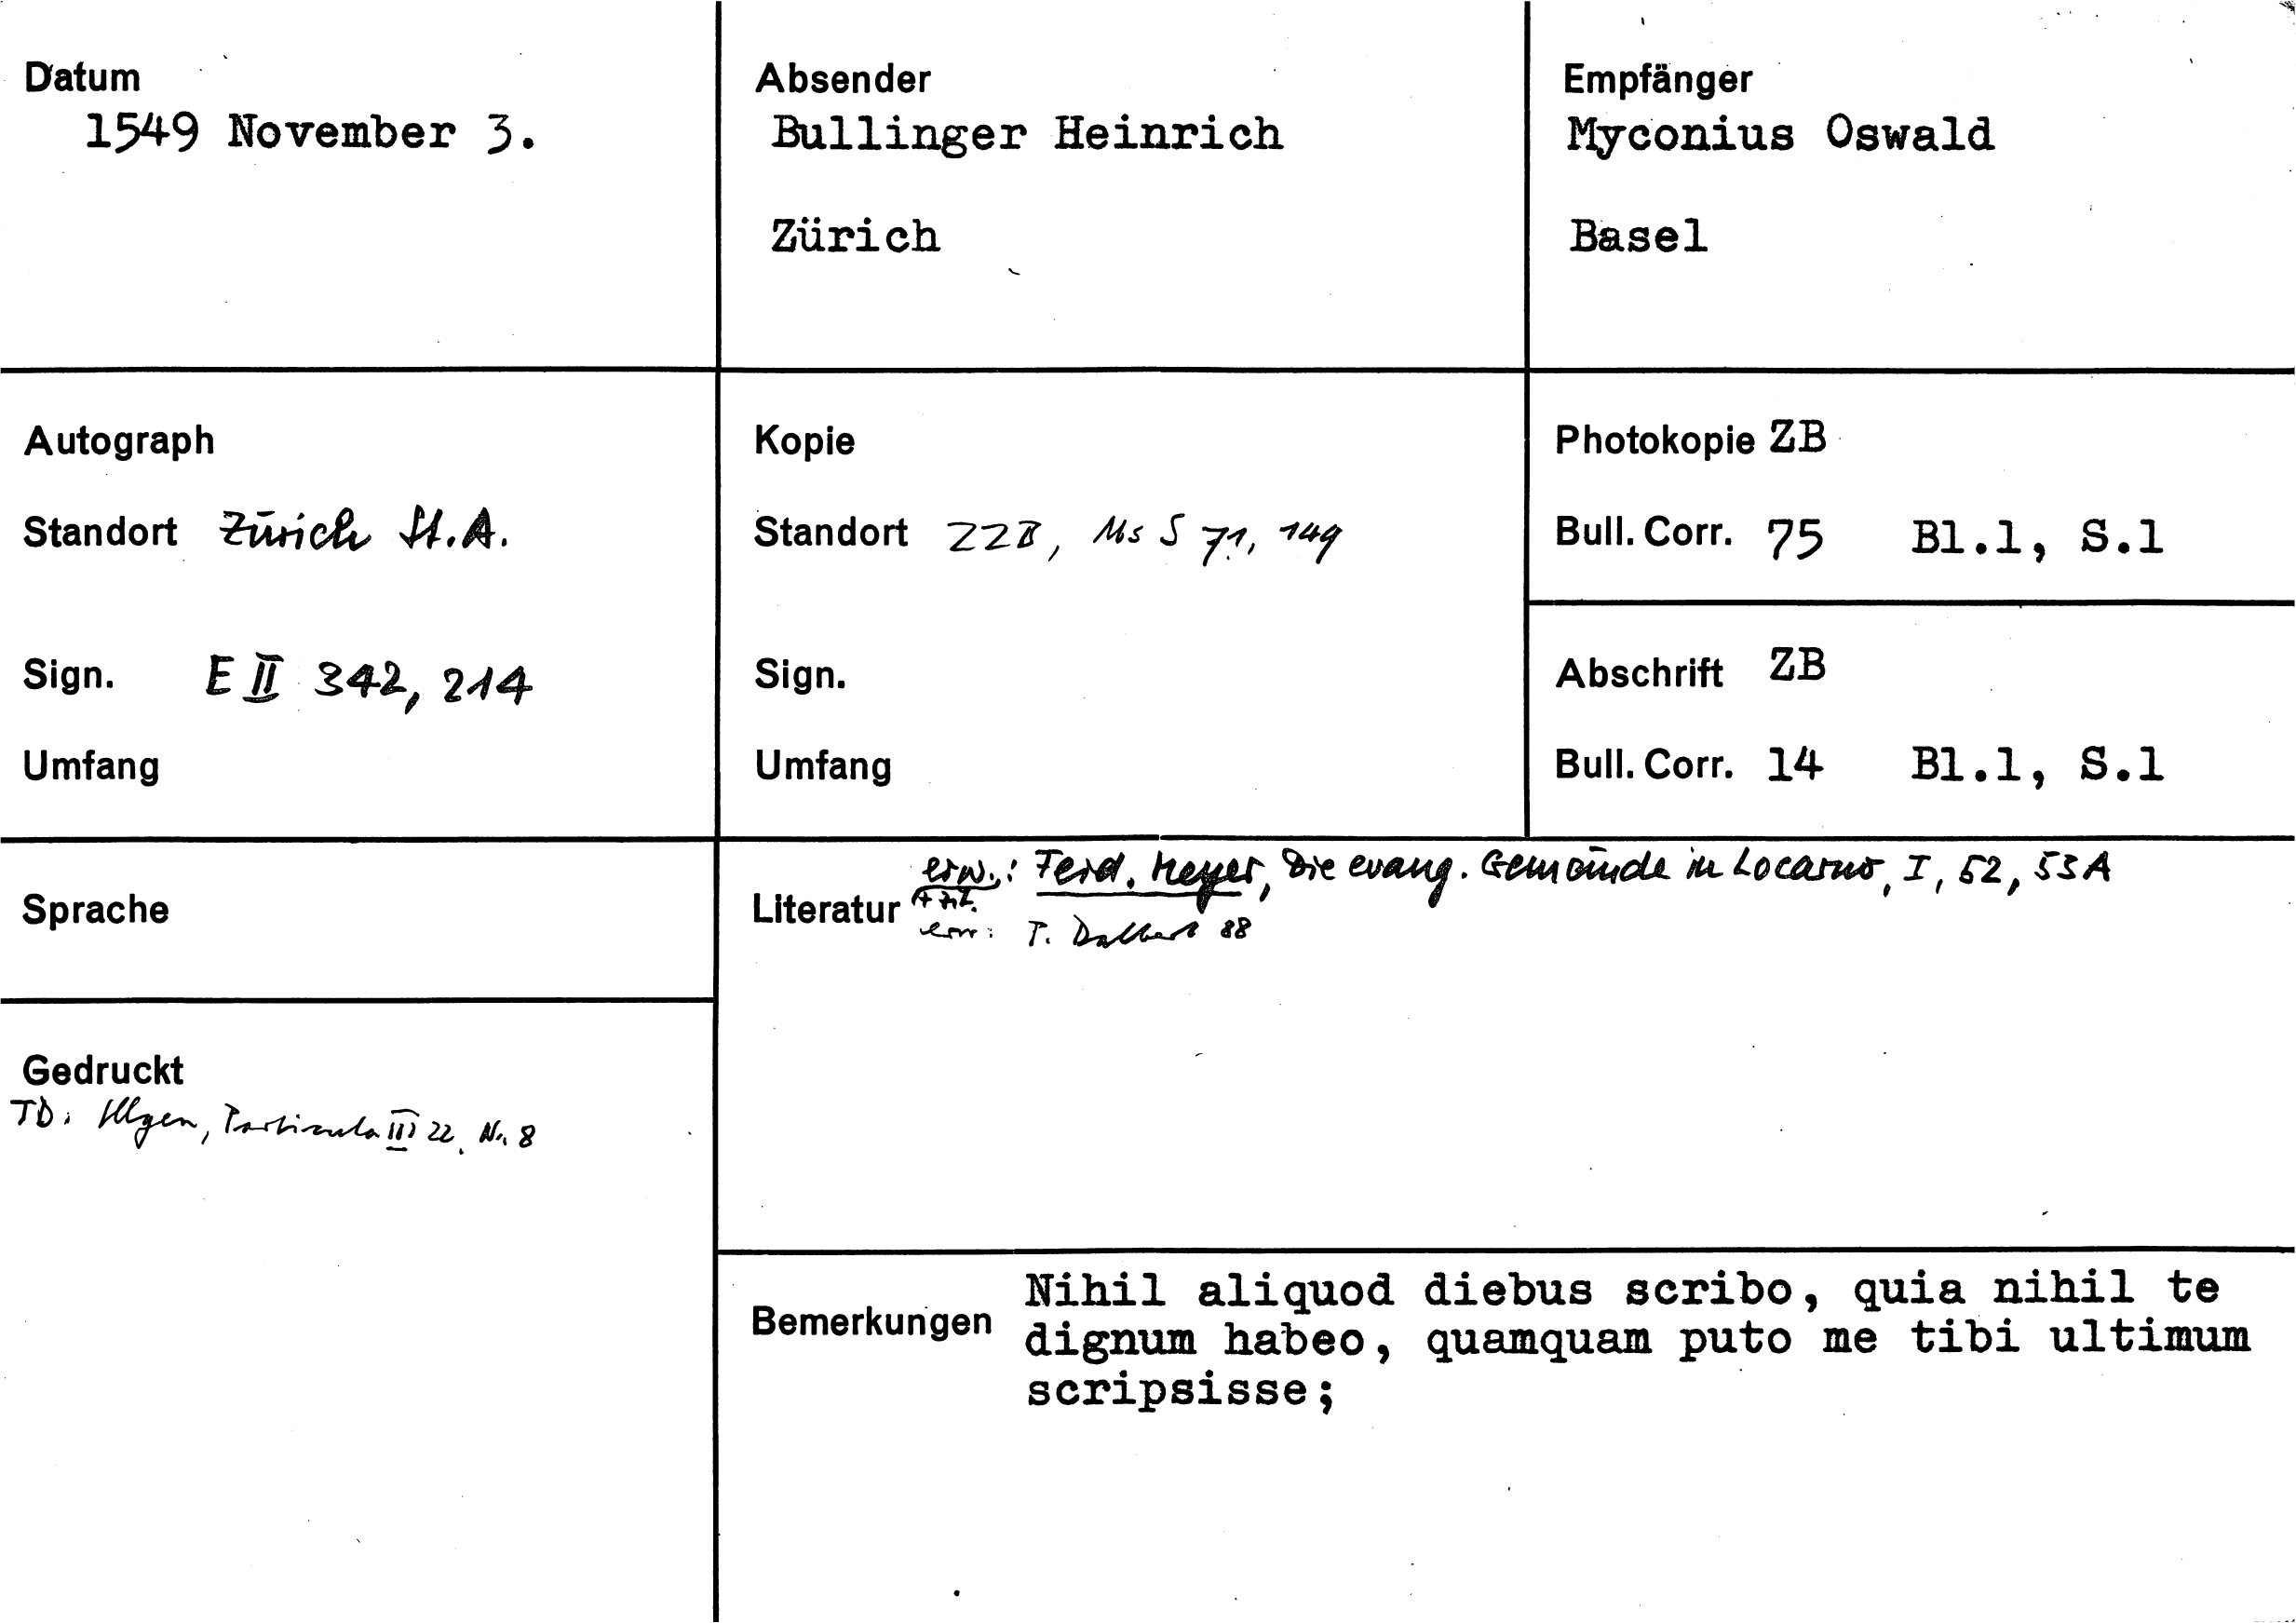 Datum
1549 November 3.
Absender
Bullinger Heinrich
Zürich
Empfänger
Myconius Oswald
Basel
Autograph
Standort Zürich St.A.
Sign. E II 342, 214
Umfang
Kopie
Standort ZZB, Ms S 71, 149
Sign.
Umfang
Photokopie ZB
Bull. Corr. 75 Bl.1, S.1
Abschrift ZB
Bull. Corr. 14 Bl.1, S.1
Sprache
Literatur erw.: Ferd. Meyer, Die evang. Gemeinde in Locarno, I, 52, 53 A
erw: T. 88
Gedruckt
TD: Illgen, Particula III 22, Nr. 8
Bemerkungen
Nihil aliquod diebus scribo, quia nihil te
dignum habeo, quamquam puto me tibi ultimum
scripsisse;